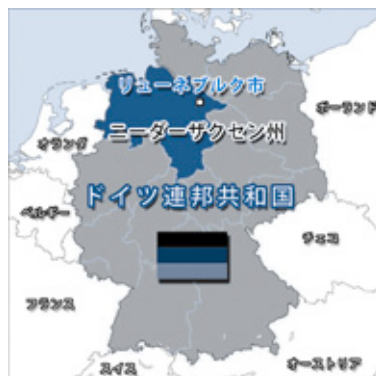 リューネブルク市
ポーランド
ニーダーザクセン州
オランダ
ドイツ連邦共和国
ベルギー
チェコ
フランス
スイス
オーストリア